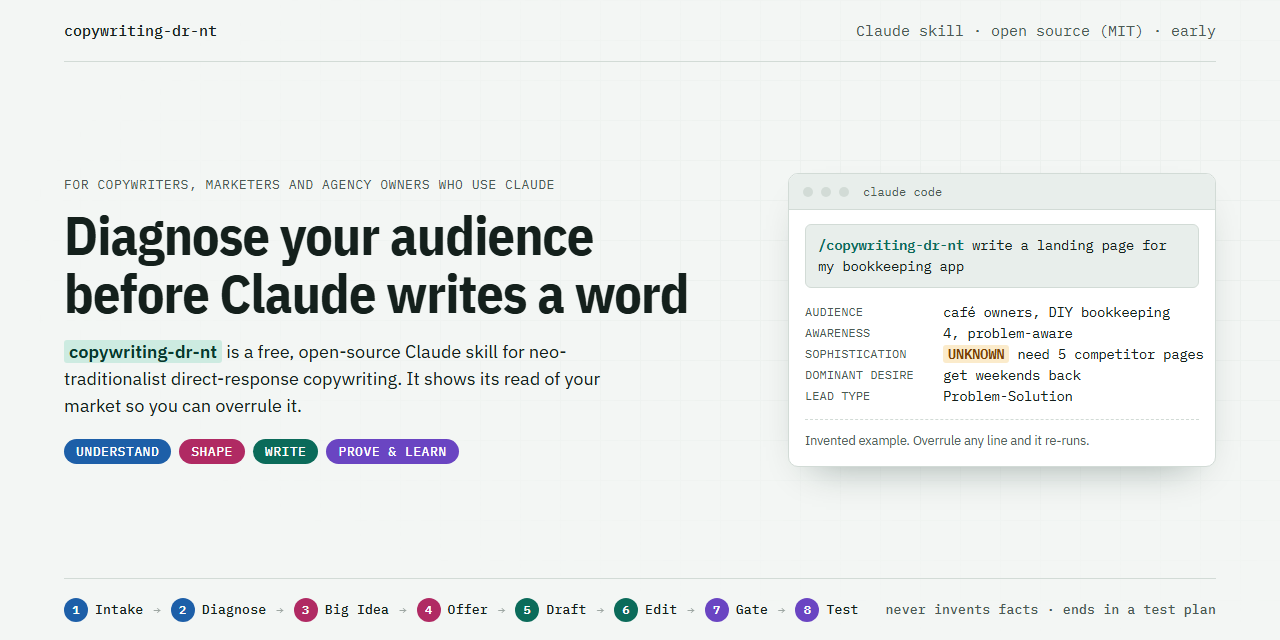 copywriting-dr-nt
Claude skill · open source (MIT) · early
FOR COPYWRITERS, MARKETERS AND AGENCY OWNERS WHO USE CLAUDE
Diagnose your audience
before Claude writes a word
copywriting-dr-nt is a free, open-source Claude skill for neo-
traditionalist direct-response copywriting. It shows its read of your
market so you can overrule it.
UNDERSTAND SHAPE WRITE PROVE & LEARN
claude code
/copywriting-dr-nt write a landing page for
my bookkeeping app
AUDIENCE café owners, DIY bookkeeping
AWARENESS 4, problem-aware
SOPHISTICATION UNKNOWN need 5 competitor pages
DOMINANT DESIRE get weekends back
LEAD TYPE Problem-Solution
Invented example. Overrule any line and it re-runs.
1 Intake → 2 Diagnose → 3 Big Idea → 4 Offer → 5 Draft → 6 Edit → 7 Gate → 8 Test
never invents facts · ends in a test plan